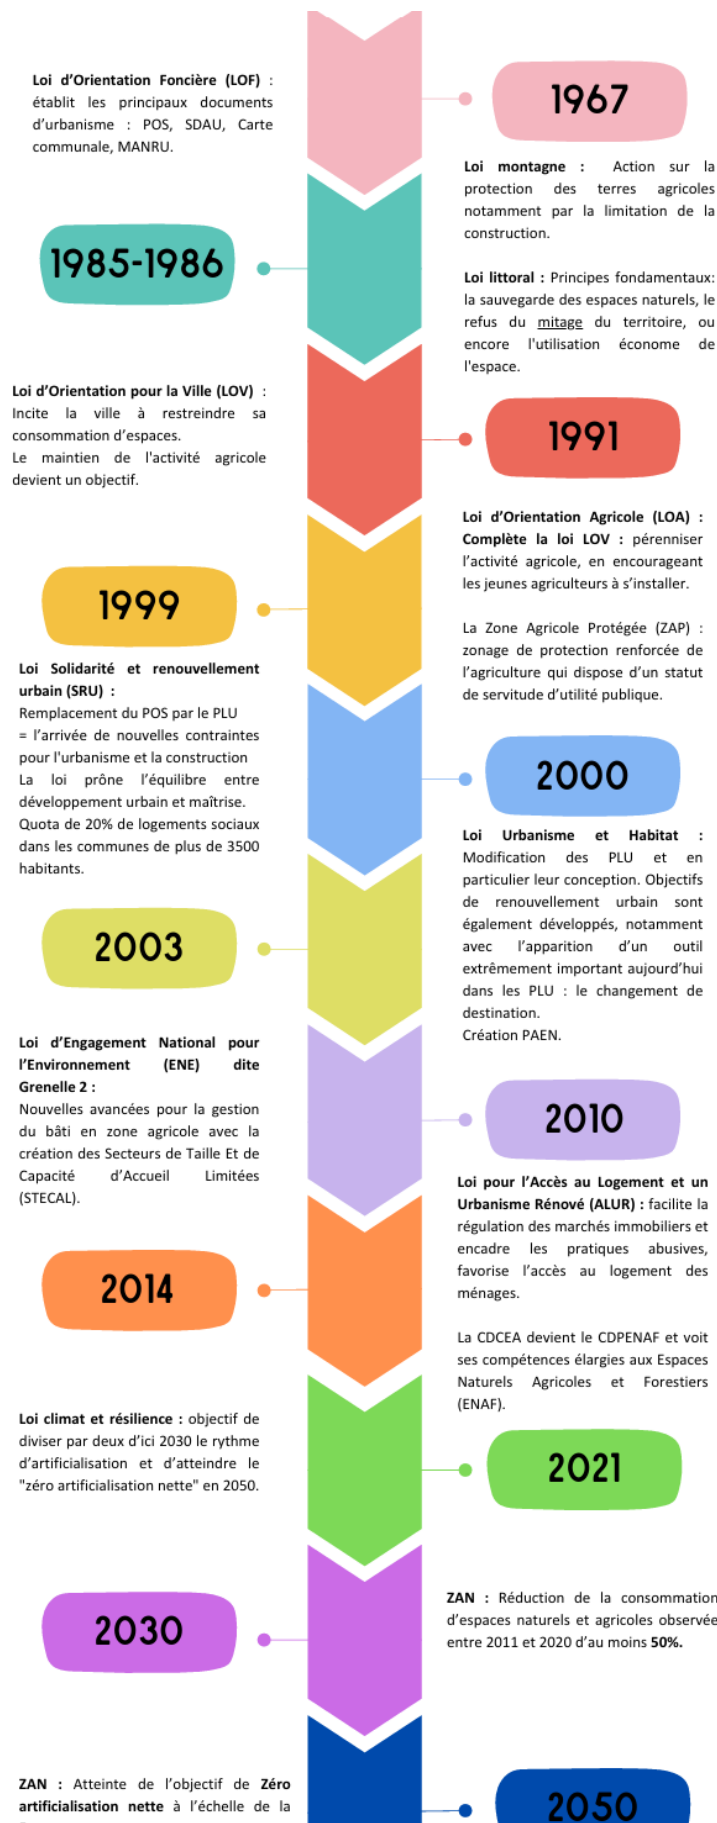 Loi d’Orientation Foncière (LOF) :
établit les principaux documents
d’urbanisme : POS, SDAU, Carte
communale, MANRU.
1967
Loi montagne : Action sur la
protection des terres agricoles
notamment par la limitation de la
construction.
Loi littoral : Principes fondamentaux:
la sauvegarde des espaces naturels, le
refus du mitage du territoire, ou
encore l'utilisation économe de
l'espace.
1985-1986
Loi d’Orientation pour la Ville (LOV) :
Incite la ville à restreindre sa
consommation d’espaces.
Le maintien de l'activité agricole
devient un objectif.
1991
Loi d’Orientation Agricole (LOA) :
Complète la loi LOV : pérenniser
l’activité agricole, en encourageant
les jeunes agriculteurs à s’installer.
La Zone Agricole Protégée (ZAP) :
zonage de protection renforcée de
l’agriculture qui dispose d’un statut
de servitude d’utilité publique.
1999
Loi Solidarité et renouvellement
urbain (SRU) :
Remplacement du POS par le PLU
= l’arrivée de nouvelles contraintes
pour l'urbanisme et la construction
La loi prône l’équilibre entre
développement urbain et maîtrise.
Quota de 20% de logements sociaux
dans les communes de plus de 3500
habitants.
2000
Loi Urbanisme et Habitat :
Modification des PLU et en
particulier leur conception. Objectifs
de renouvellement urbain sont
également développés, notamment
avec l’apparition d’un outil
extrêmement important aujourd’hui
dans les PLU : le changement de
destination.
Création PAEN.
2003
Loi d’Engagement National pour
l’Environnement (ENE) dite
Grenelle 2 :
Nouvelles avancées pour la gestion
du bâti en zone agricole avec la
création des Secteurs de Taille Et de
Capacité d’Accueil Limitées
(STECAL).
2010
Loi pour l’Accès au Logement et un
Urbanisme Rénové (ALUR) : facilite la
régulation des marchés immobiliers et
encadre les pratiques abusives,
favorise l’accès au logement des
ménages.
La CDCEA devient le CDPENAF et voit
ses compétences élargies aux Espaces
Naturels Agricoles et Forestiers
(ENAF).
2014
Loi climat et résilience : objectif de
diviser par deux d’ici 2030 le rythme
d’artificialisation et d’atteindre le
"zéro artificialisation nette" en 2050.
2021
ZAN : Réduction de la consommation
d’espaces naturels et agricoles observée
entre 2011 et 2020 d’au moins 50%.
2030
ZAN : Atteinte de l’objectif de Zéro
artificialisation nette à l’échelle de la
2050